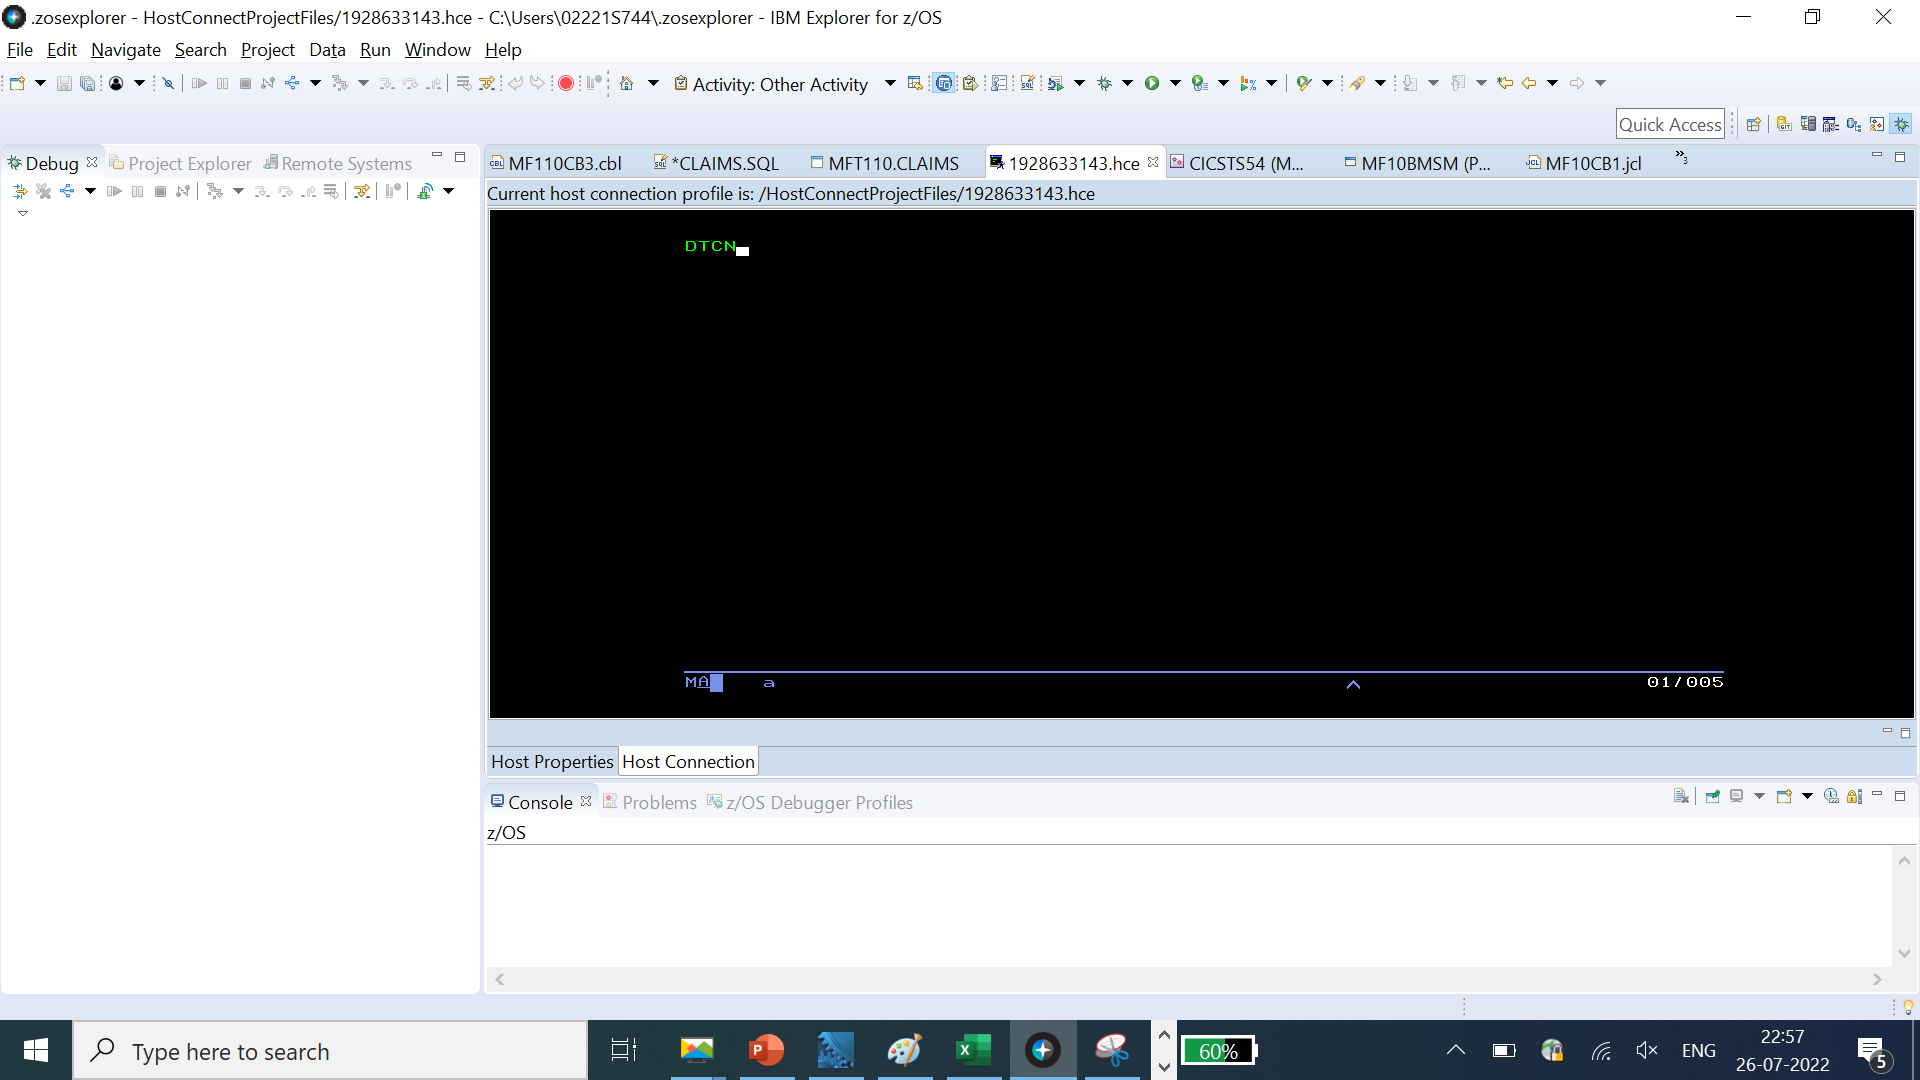 .zosexplorer - HostConnectProjectFiles/1928633143.hce - C:\Users\02221S744\.zosexplorer - IBM Explorer for z/OS
File Edit Navigate Search Project Data Run Window Help
Activity: Other Activity
Quick Access
Debug Project Explorer Remote Systems
MF110CB3.cbl *CLAIMS.SQL MFT110.CLAIMS 1928633143.hce CICSTS54 (M... MF10BMSM (P... MF10CB1.jcl »3
Current host connection profile is: /HostConnectProjectFiles/1928633143.hce
DTCN
MA a 01/005
Host Properties Host Connection
Console Problems z/OS Debugger Profiles
z/OS
Type here to search
60%
ENG
22:57
26-07-2022
5